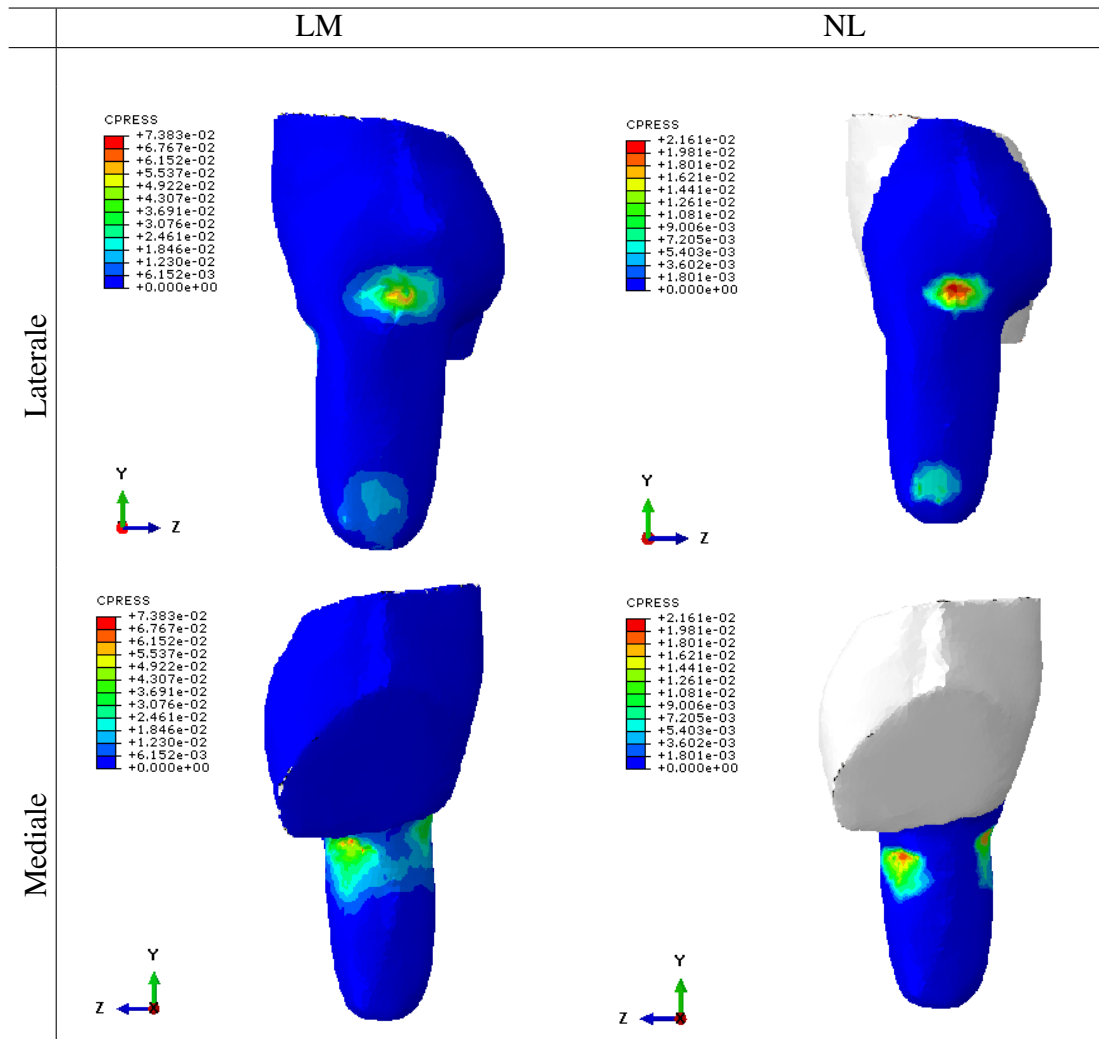 LM NL
Laterale
CPRESS
+7.383e-02
+6.767e-02
+6.152e-02
+5.537e-02
+4.922e-02
+4.307e-02
+3.691e-02
+3.076e-02
+2.461e-02
+1.846e-02
+1.230e-02
+6.152e-03
+0.000e+00
Y
Z
CPRESS
+2.161e-02
+1.981e-02
+1.801e-02
+1.621e-02
+1.441e-02
+1.261e-02
+1.081e-02
+9.006e-03
+7.205e-03
+5.403e-03
+3.602e-03
+1.801e-03
+0.000e+00
Y
Z
Mediale
CPRESS
+7.383e-02
+6.767e-02
+6.152e-02
+5.537e-02
+4.922e-02
+4.307e-02
+3.691e-02
+3.076e-02
+2.461e-02
+1.846e-02
+1.230e-02
+6.152e-03
+0.000e+00
Y
Z X
CPRESS
+2.161e-02
+1.981e-02
+1.801e-02
+1.621e-02
+1.441e-02
+1.261e-02
+1.081e-02
+9.006e-03
+7.205e-03
+5.403e-03
+3.602e-03
+1.801e-03
+0.000e+00
Y
Z X